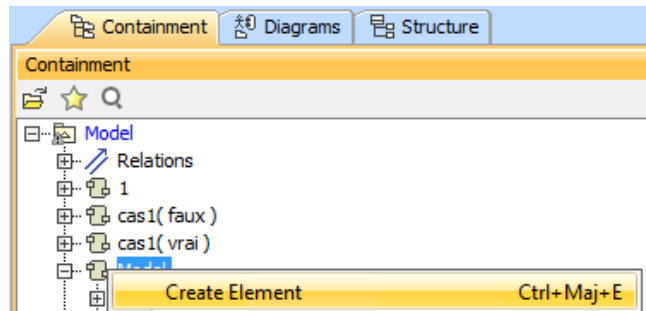 Containment Diagrams Structure
Containment
Model
Relations
1
cas1( faux )
cas1( vrai )
Model
Create Element Ctrl+Maj+E